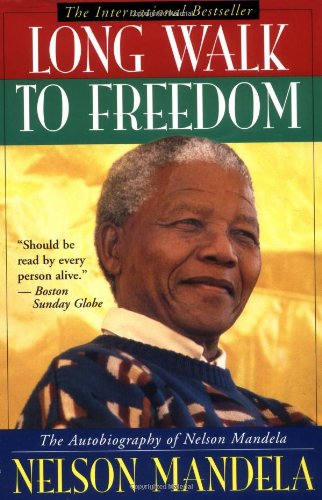 The International Bestseller
LONG WALK
TO FREEDOM
“Should be
read by every
person alive.”
— Boston
Sunday Globe
The Autobiography of Nelson Mandela
NELSON MANDELA